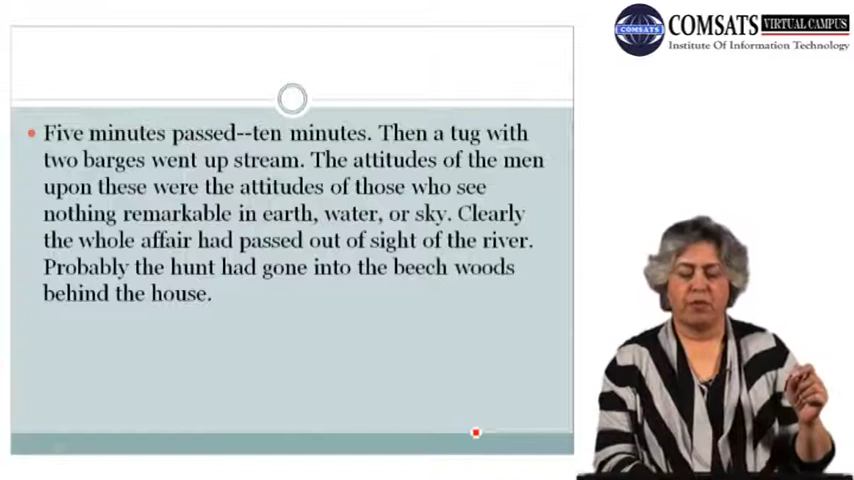 COMSATS VIRTUAL CAMPUS
Institute Of Information Technology
COMSATS
Five minutes passed--ten minutes. Then a tug with
two barges went up stream. The attitudes of the men
upon these were the attitudes of those who see
nothing remarkable in earth, water, or sky. Clearly
the whole affair had passed out of sight of the river.
Probably the hunt had gone into the beech woods
behind the house.